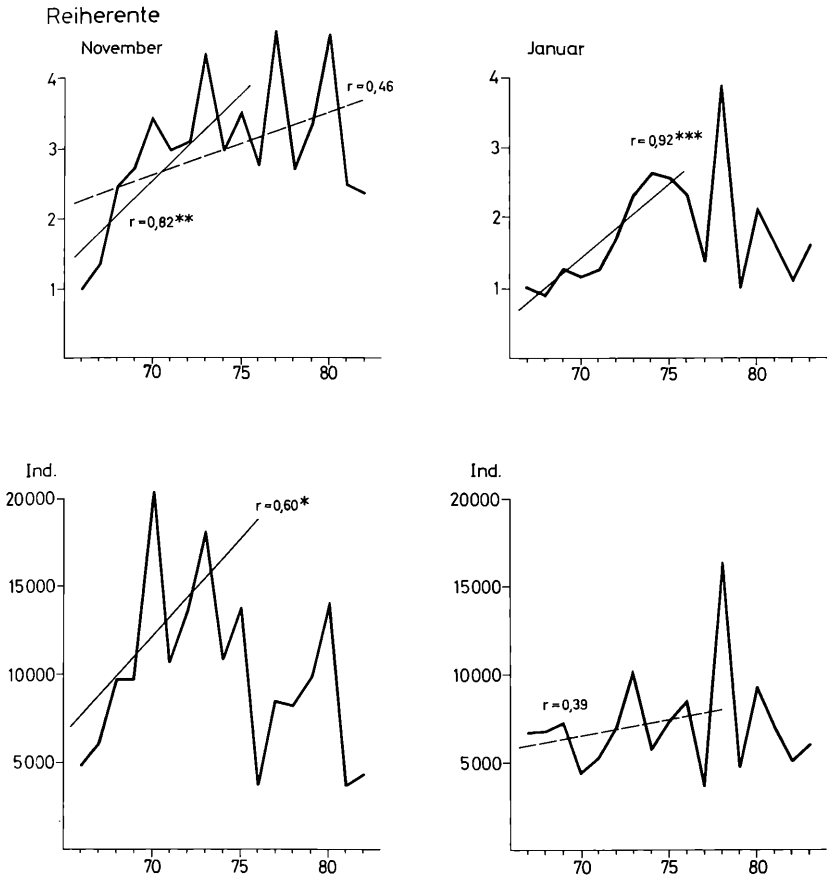 Reiherente
November
4
3
2
1
r=0,46
r=0,82**
70 75 80
Januar
4
3
2
1
r=0,92***
70 75 80
Ind.
20000
15000
10000
5000
r=0,60*
70 75 80
Ind.
20000
15000
10000
5000
r=0,39
70 75 80